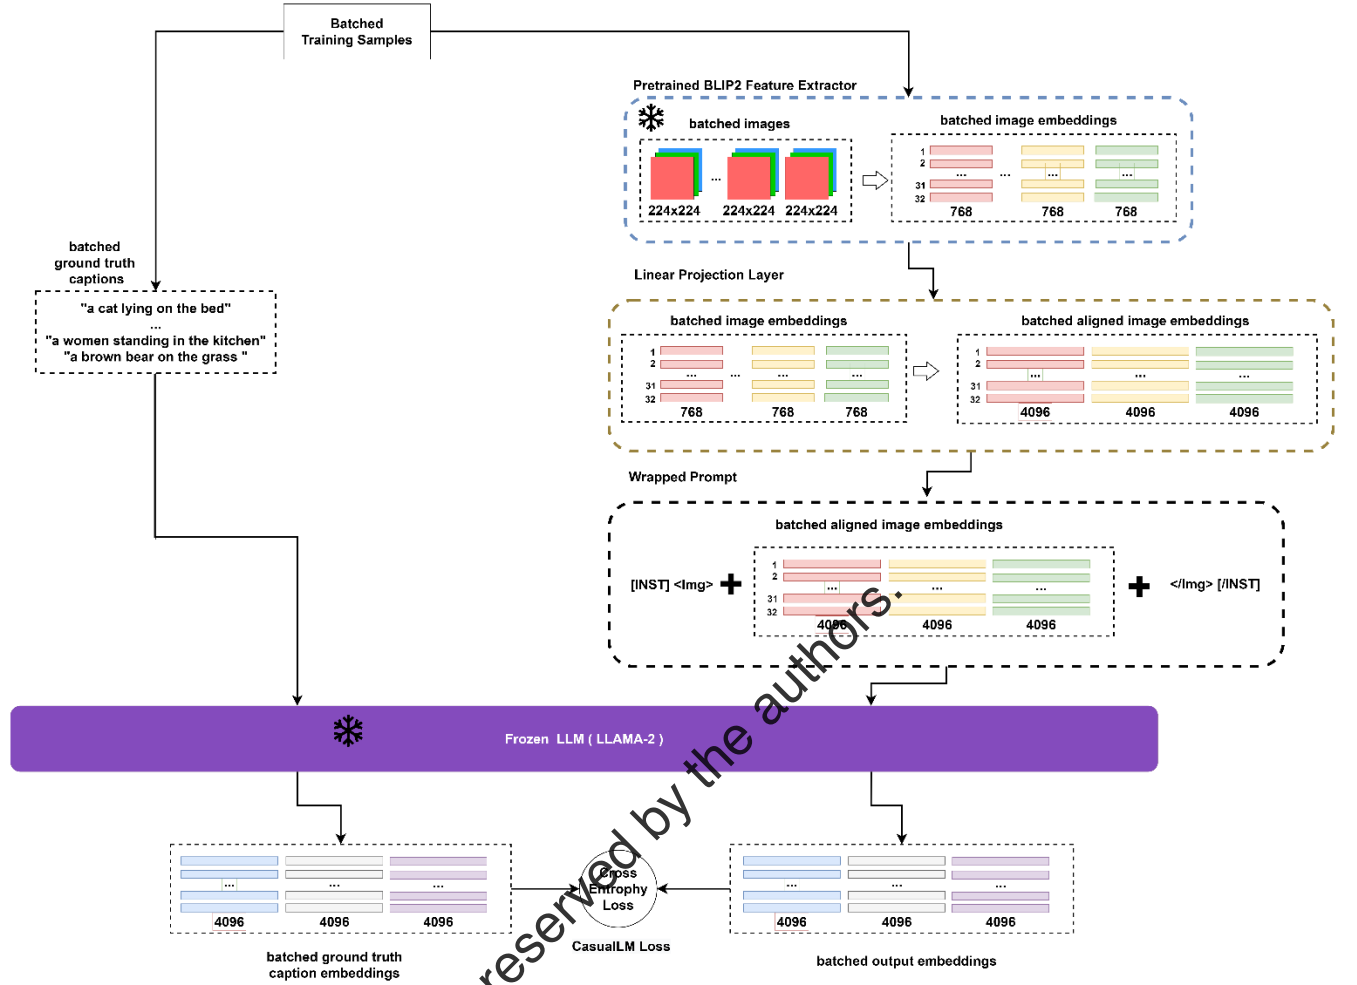 Batched
Training Samples
Pretrained BLIP2 Feature Extractor
batched images
batched image embeddings
1
2
31
32
...
...
...
...
...
224x224
224x224
224x224
768
768
768
batched
ground truth
captions
"a cat lying on the bed"
...
"a women standing in the kitchen"
"a brown bear on the grass "
Linear Projection Layer
batched image embeddings
batched aligned image embeddings
1
2
31
32
...
...
...
...
768
768
768
1
2
31
32
...
...
...
4096
4096
4096
Wrapped Prompt
batched aligned image embeddings
[INST] <Img>
1
2
31
32
...
...
...
4096
4096
4096
</Img> [/INST]
Frozen LLM ( LLAMA-2 )
...
...
...
4096
4096
4096
batched ground truth
caption embeddings
Cross
Entrophy
Loss
CasualLM Loss
...
...
...
4096
4096
4096
batched output embeddings
reserved by the authors.